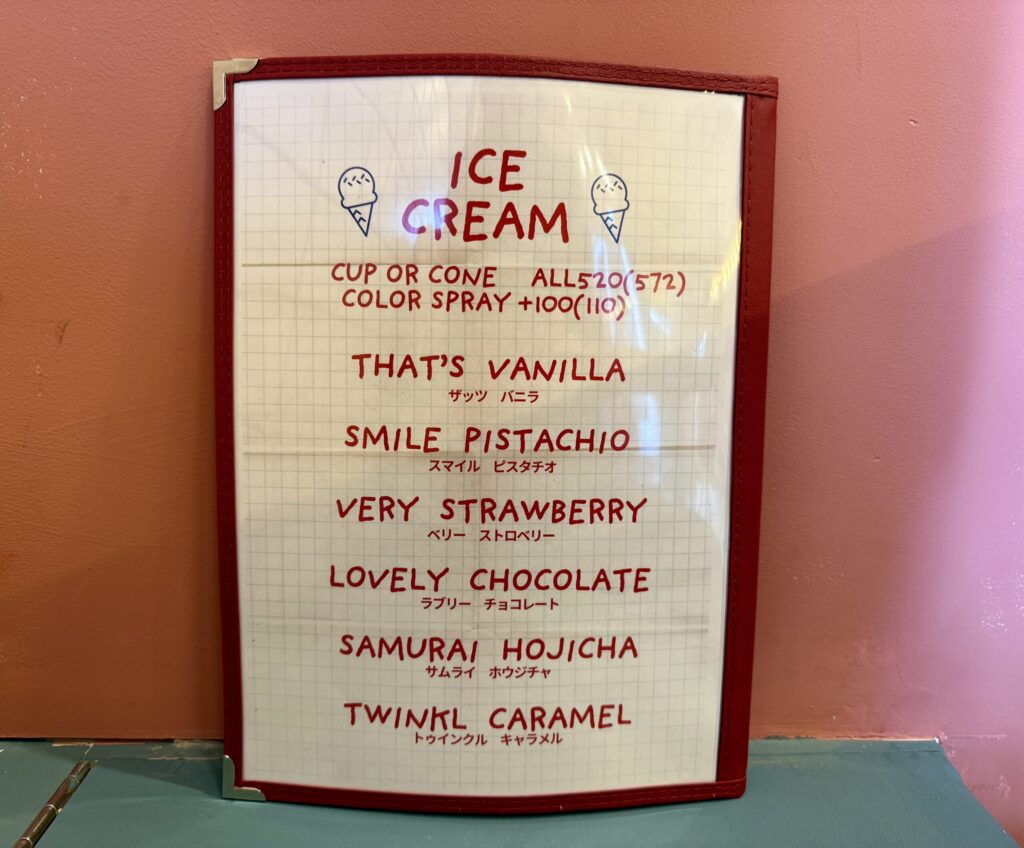 ICE
CREAM
CUP OR CONE ALL520(572)
COLOR SPRAY +100(110)
THAT'S VANILLA
ザッツ バニラ
SMILE PISTACHIO
スマイル ピスタチオ
VERY STRAWBERRY
ベリー ストロベリー
LOVELY CHOCOLATE
ラブリー チョコレート
SAMURAI HOJICHA
サムライ ホウジチャ
TWINKL CARAMEL
トゥインクル キャラメル